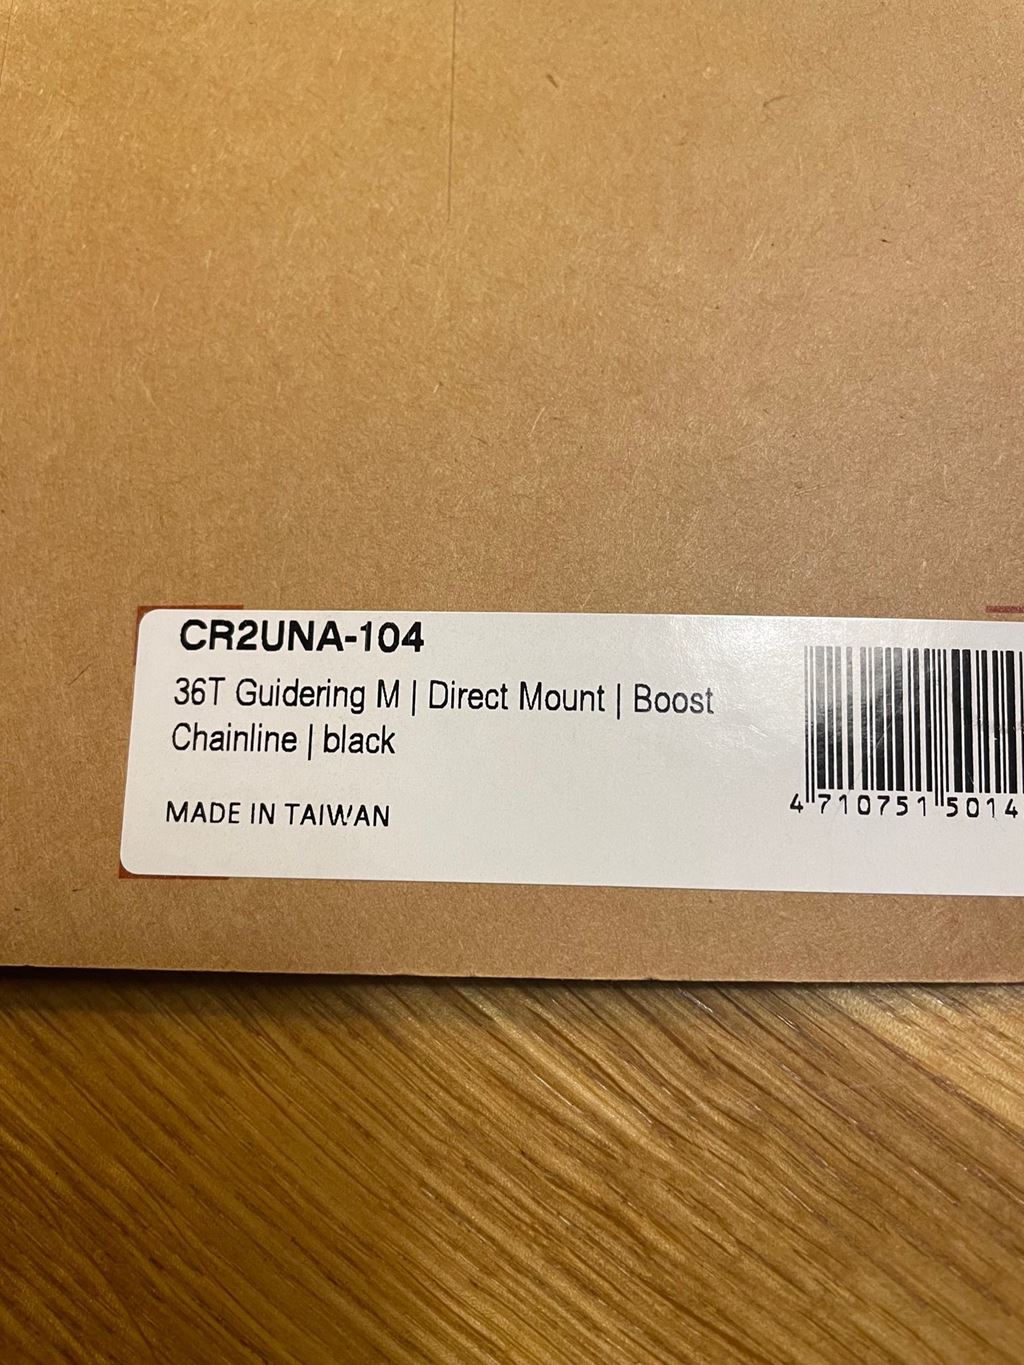 CR2UNA-104
36T Guidering M | Direct Mount | Boost
Chainline | black
MADE IN TAIWAN
4 710751 5014